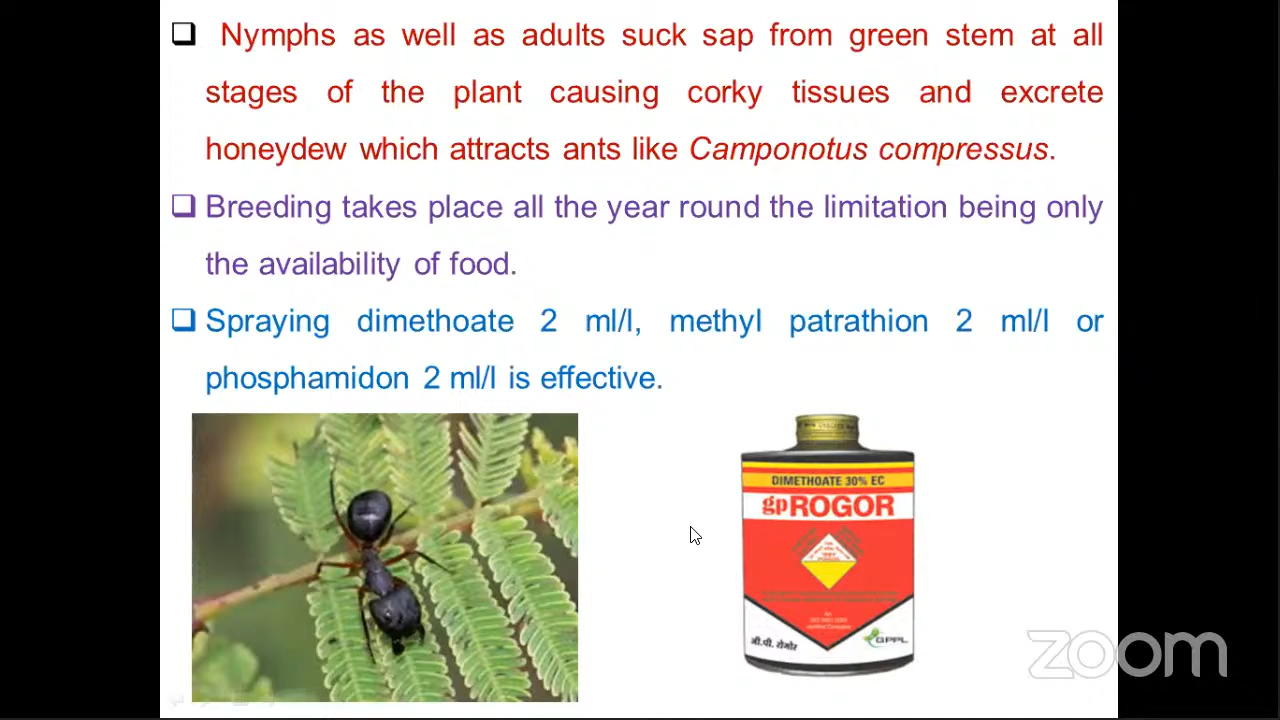 Nymphs as well as adults suck sap from green stem at all
stages of the plant causing corky tissues and excrete
honeydew which attracts ants like Camponotus compressus.
Breeding takes place all the year round the limitation being only
the availability of food.
Spraying dimethoate 2 ml/l, methyl patrathion 2 ml/l or
phosphamidon 2 ml/l is effective.
DIMETHOATE 30% EC
gpROGOR
जी.पी. रोगोर
GPPL
zoom